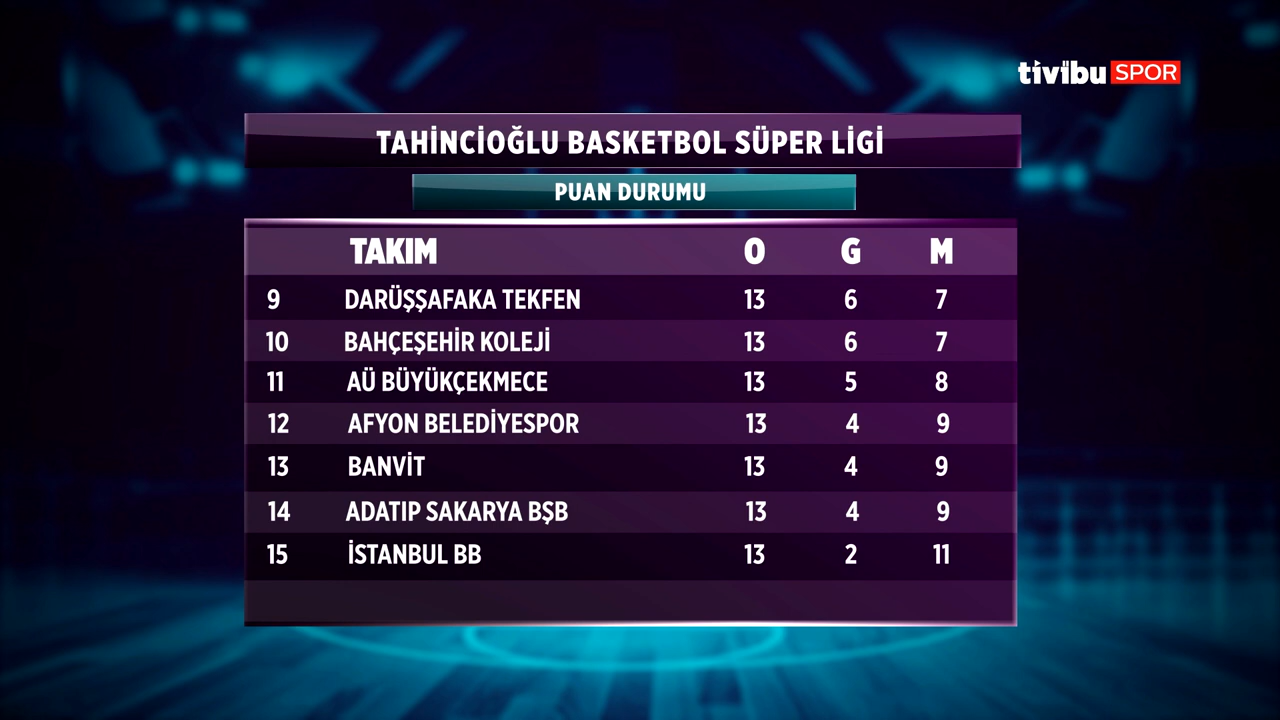 tivibu SPOR
TAHİNCİOĞLU BASKETBOL SÜPER LİGİ
PUAN DURUMU
TAKIM O G M
9 DARÜŞŞAFAKA TEKFEN 13 6 7
10 BAHÇEŞEHİR KOLEJİ 13 6 7
11 AÜ BÜYÜKÇEKMECE 13 5 8
12 AFYON BELEDİYESPOR 13 4 9
13 BANVİT 13 4 9
14 ADATIP SAKARYA BŞB 13 4 9
15 İSTANBUL BB 13 2 11